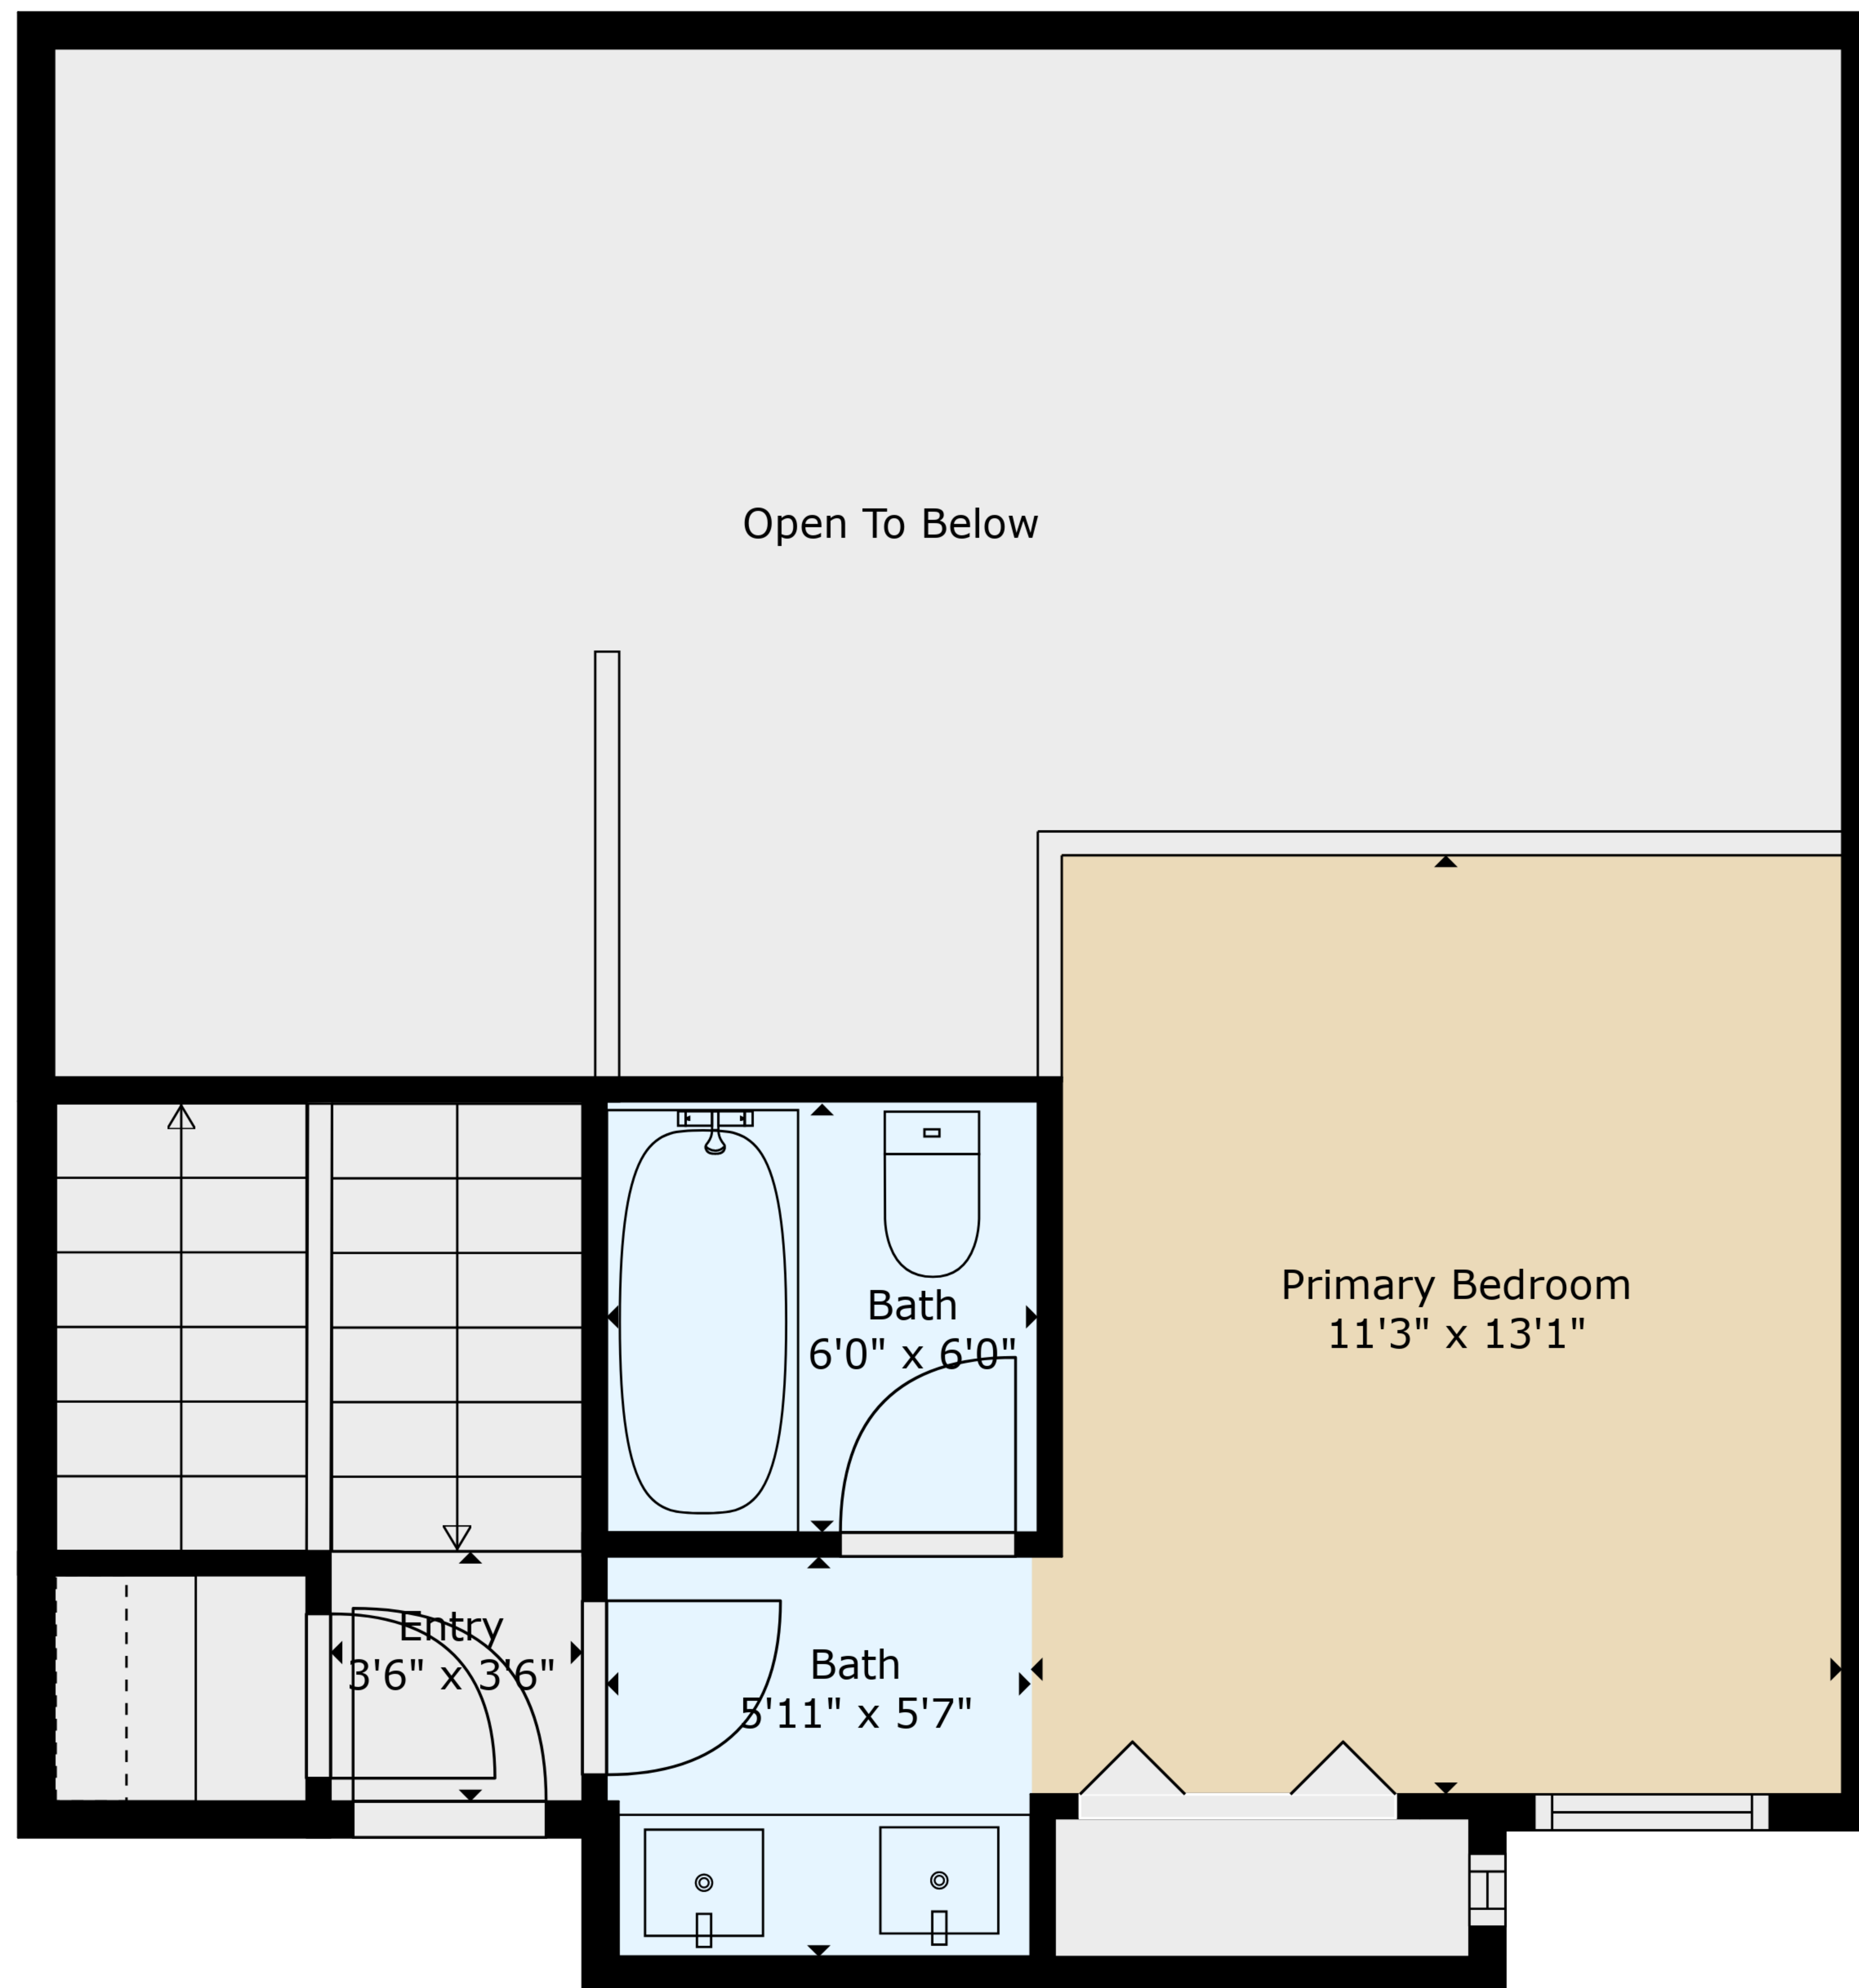 Open To Below
Primary Bedroom
11'3" x 13'1"
Bath
6'0" x 6'0"
Entry
3'6" x 3'6"
Bath
5'11" x 5'7"